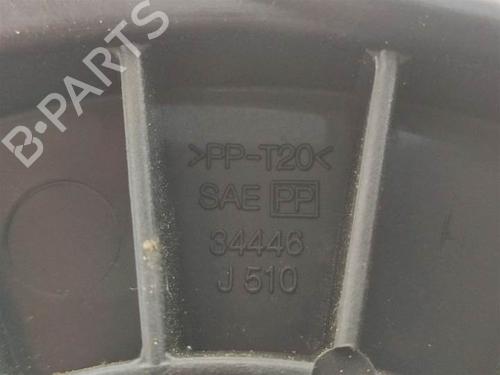 B-PARTS
>PP-T20<
SAE PP
34446
J 510